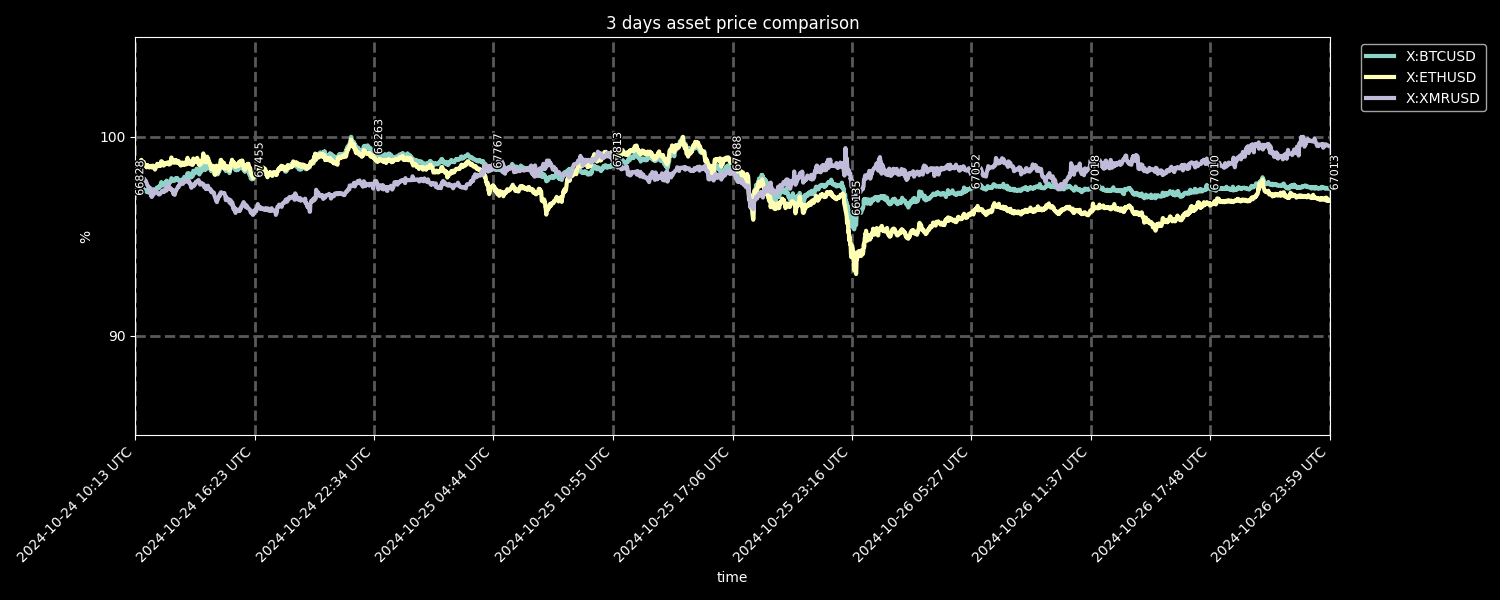 3 days asset price comparison
X:BTCUSD
X:ETHUSD
X:XMRUSD
100
90
%
67455
68263
67767
67813
67688
66135
67052
67018
67010
67013
2024-10-24 10:13 UTC
2024-10-24 16:23 UTC
2024-10-24 22:34 UTC
2024-10-25 04:44 UTC
2024-10-25 10:55 UTC
2024-10-25 17:06 UTC
2024-10-25 23:16 UTC
2024-10-26 05:27 UTC
2024-10-26 11:37 UTC
2024-10-26 17:48 UTC
2024-10-26 23:59 UTC
time